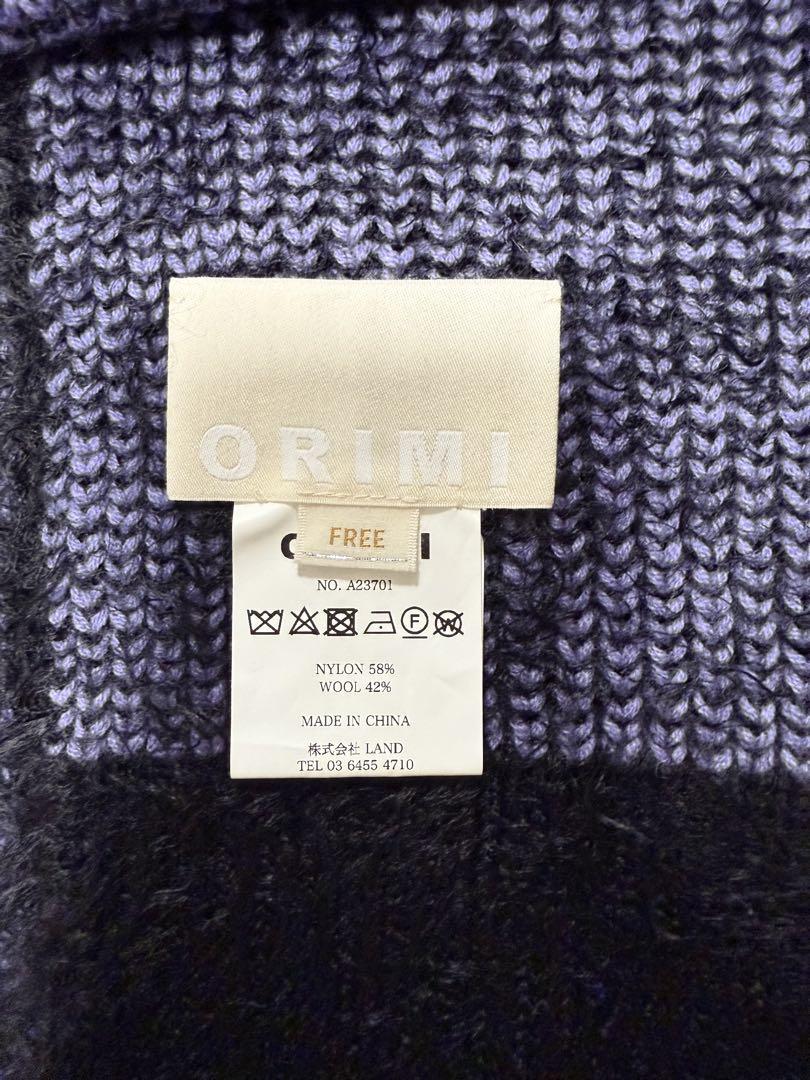 ORIMI
FREE
NO. A23701
F W
NYLON 58%
WOOL 42%
MADE IN CHINA
株式会社 LAND
TEL 03 6455 4710